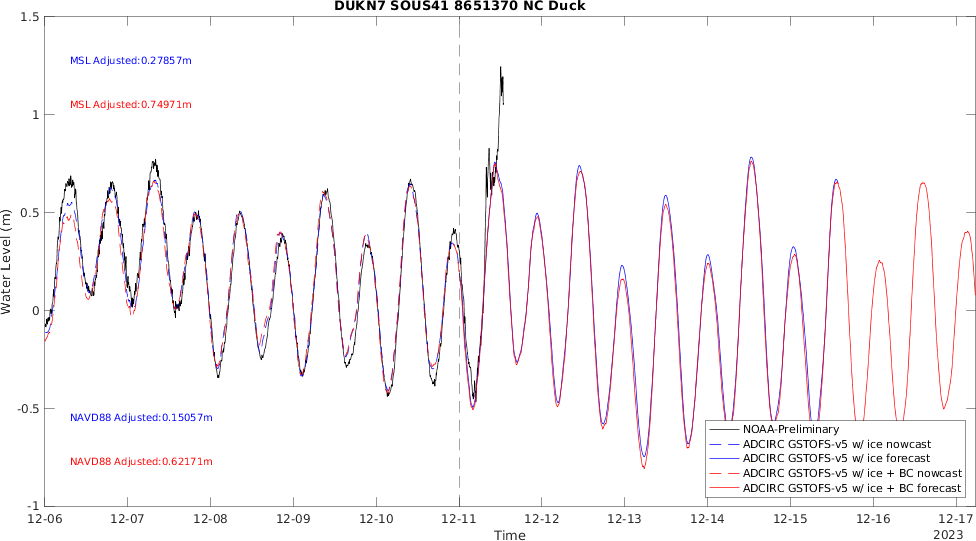 DUKN7 SOUS41 8651370 NC Duck
1.5
1
0.5
0
-0.5
-1
Water Level (m)
MSL Adjusted:0.27857m
MSL Adjusted:0.74971m
NAVD88 Adjusted:0.15057m
NAVD88 Adjusted:0.62171m
NOAA-Preliminary
ADCIRC GSTOFS-v5 w/ ice nowcast
ADCIRC GSTOFS-v5 w/ ice forecast
ADCIRC GSTOFS-v5 w/ ice + BC nowcast
ADCIRC GSTOFS-v5 w/ ice + BC forecast
12-06 12-07 12-08 12-09 12-10 12-11 12-12 12-13 12-14 12-15 12-16 12-17
Time
2023